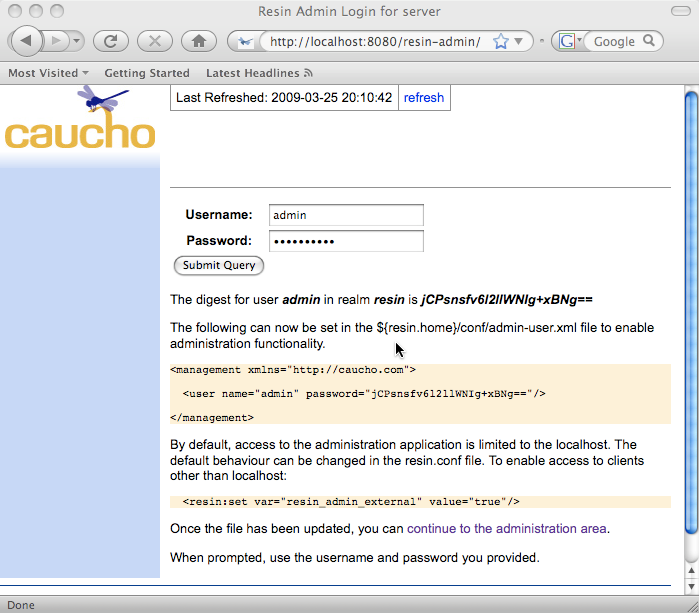 Resin Admin Login for server
http://localhost:8080/resin-admin/
G
Google
Most Visited
Getting Started
Latest Headlines
Last Refreshed: 2009-03-25 20:10:42
refresh
caucho
Username: admin
Password: ••••••••••
Submit Query
The digest for user admin in realm resin is jCPsnsfv6l2llWNIg+xBNg==
The following can now be set in the ${resin.home}/conf/admin-user.xml file to enable
administration functionality.
<management xmlns="http://caucho.com">
<user name="admin" password="jCPsnsfv6l2llWNIg+xBNg=="/>
</management>
By default, access to the administration application is limited to the localhost. The
default behaviour can be changed in the resin.conf file. To enable access to clients
other than localhost:
<resin:set var="resin_admin_external" value="true"/>
Once the file has been updated, you can continue to the administration area.
When prompted, use the username and password you provided.
Done